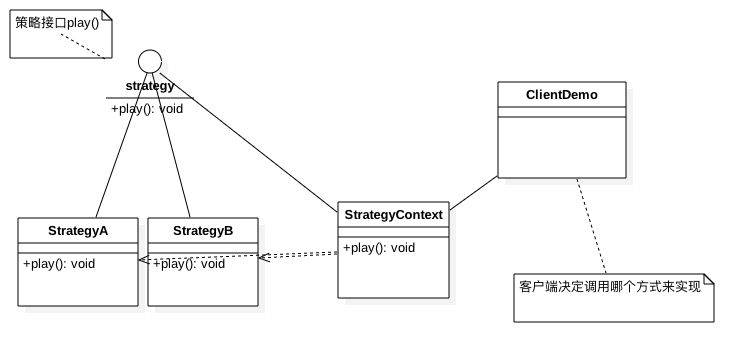 策略接口play()
strategy
+play(): void
ClientDemo
StrategyA
+play(): void
StrategyB
+play(): void
StrategyContext
+play(): void
客户端决定调用哪个方式来实现